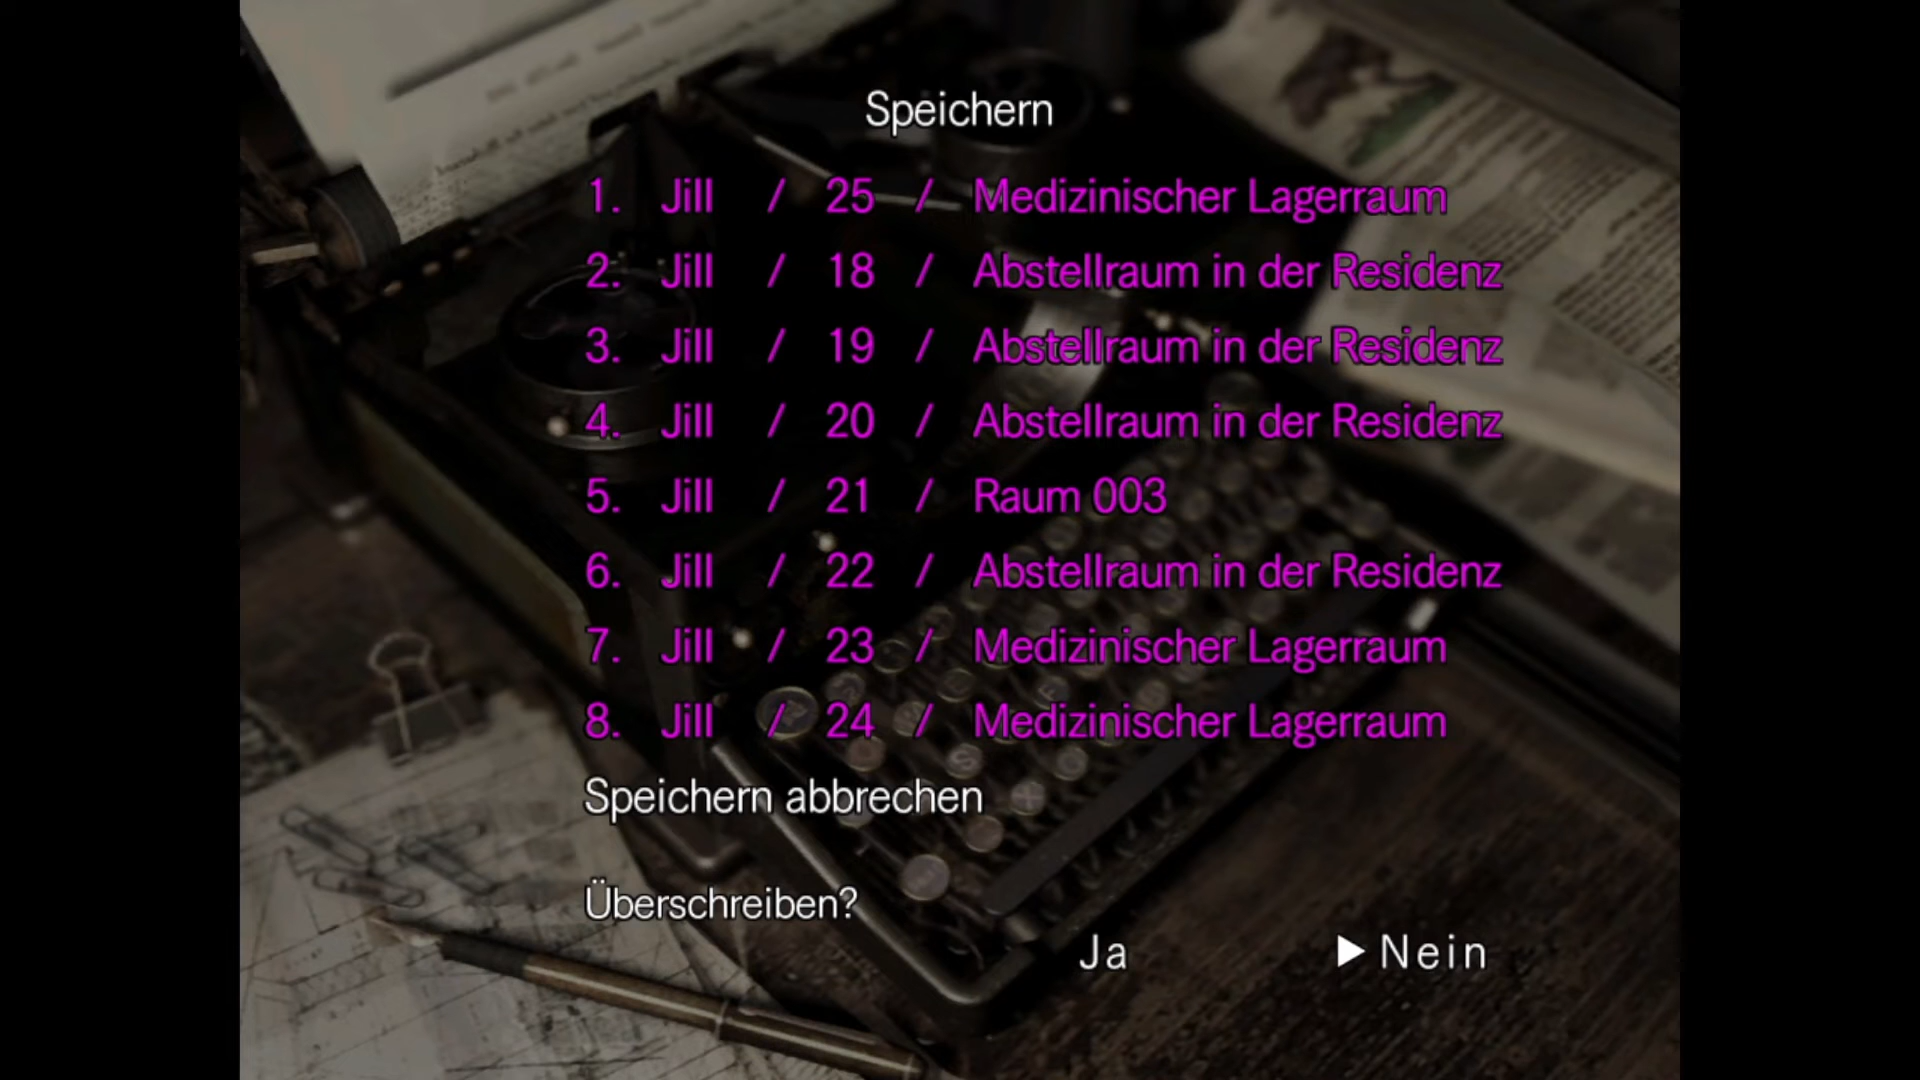 Speichern
1. Jill / 25 / Medizinischer Lagerraum
2. Jill / 18 / Abstellraum in der Residenz
3. Jill / 19 / Abstellraum in der Residenz
4. Jill / 20 / Abstellraum in der Residenz
5. Jill / 21 / Raum 003
6. Jill / 22 / Abstellraum in der Residenz
7. Jill / 23 / Medizinischer Lagerraum
8. Jill / 24 / Medizinischer Lagerraum
Speichern abbrechen
Überschreiben?
Ja ▶ Nein